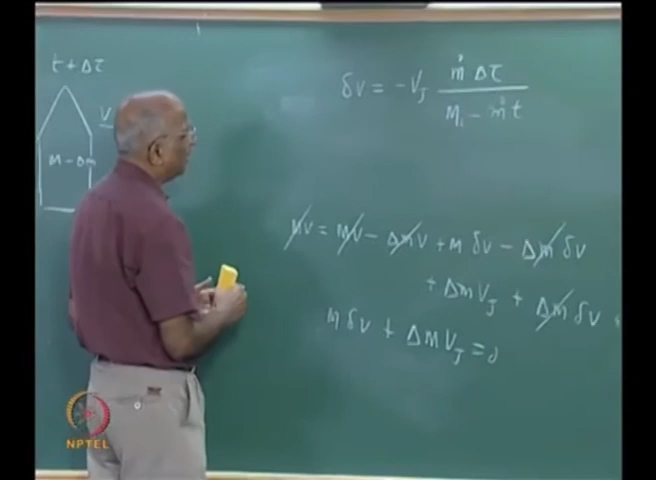 t + Δτ
V
M - Δm
δV = - V_J ṁ Δτ / M_i - ṁ t
MV = MV - ΔmV + M δV - Δm δV
+ Δm V_J + Δm δV +
M δV + Δm V_J = 0
NPTEL